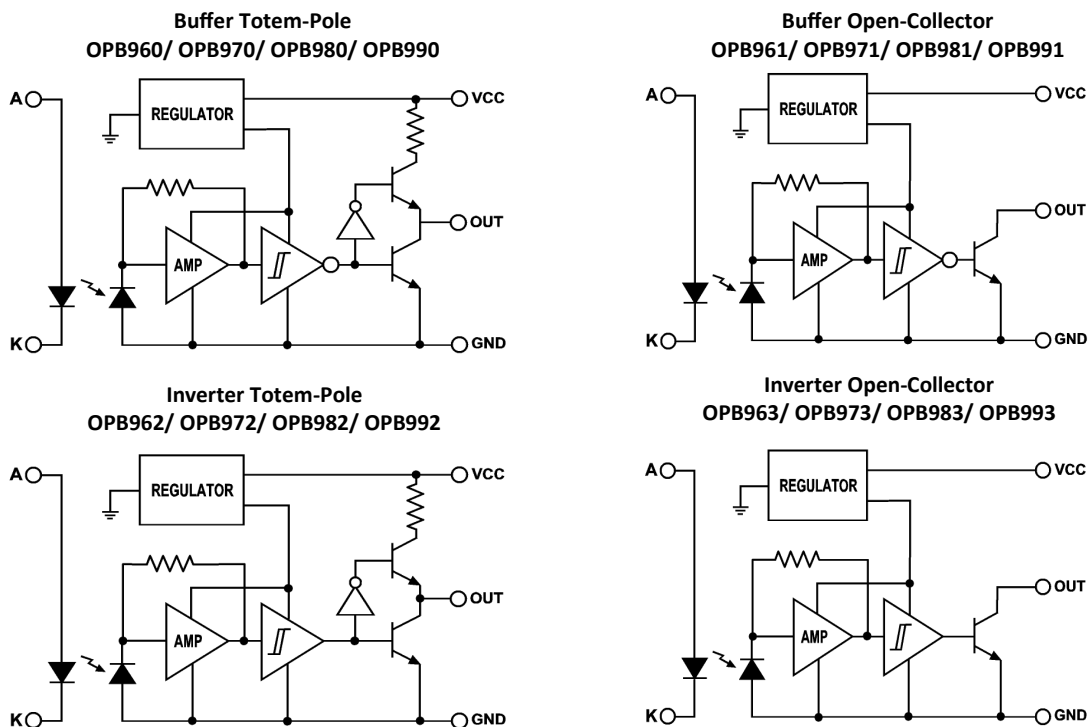 Buffer Totem-Pole
OPB960/ OPB970/ OPB980/ OPB990
A
REGULATOR
VCC
OUT
AMP
K
GND
Buffer Open-Collector
OPB961/ OPB971/ OPB981/ OPB991
A
REGULATOR
VCC
OUT
AMP
K
GND
Inverter Totem-Pole
OPB962/ OPB972/ OPB982/ OPB992
A
REGULATOR
VCC
OUT
AMP
K
GND
Inverter Open-Collector
OPB963/ OPB973/ OPB983/ OPB993
A
REGULATOR
VCC
OUT
AMP
K
GND